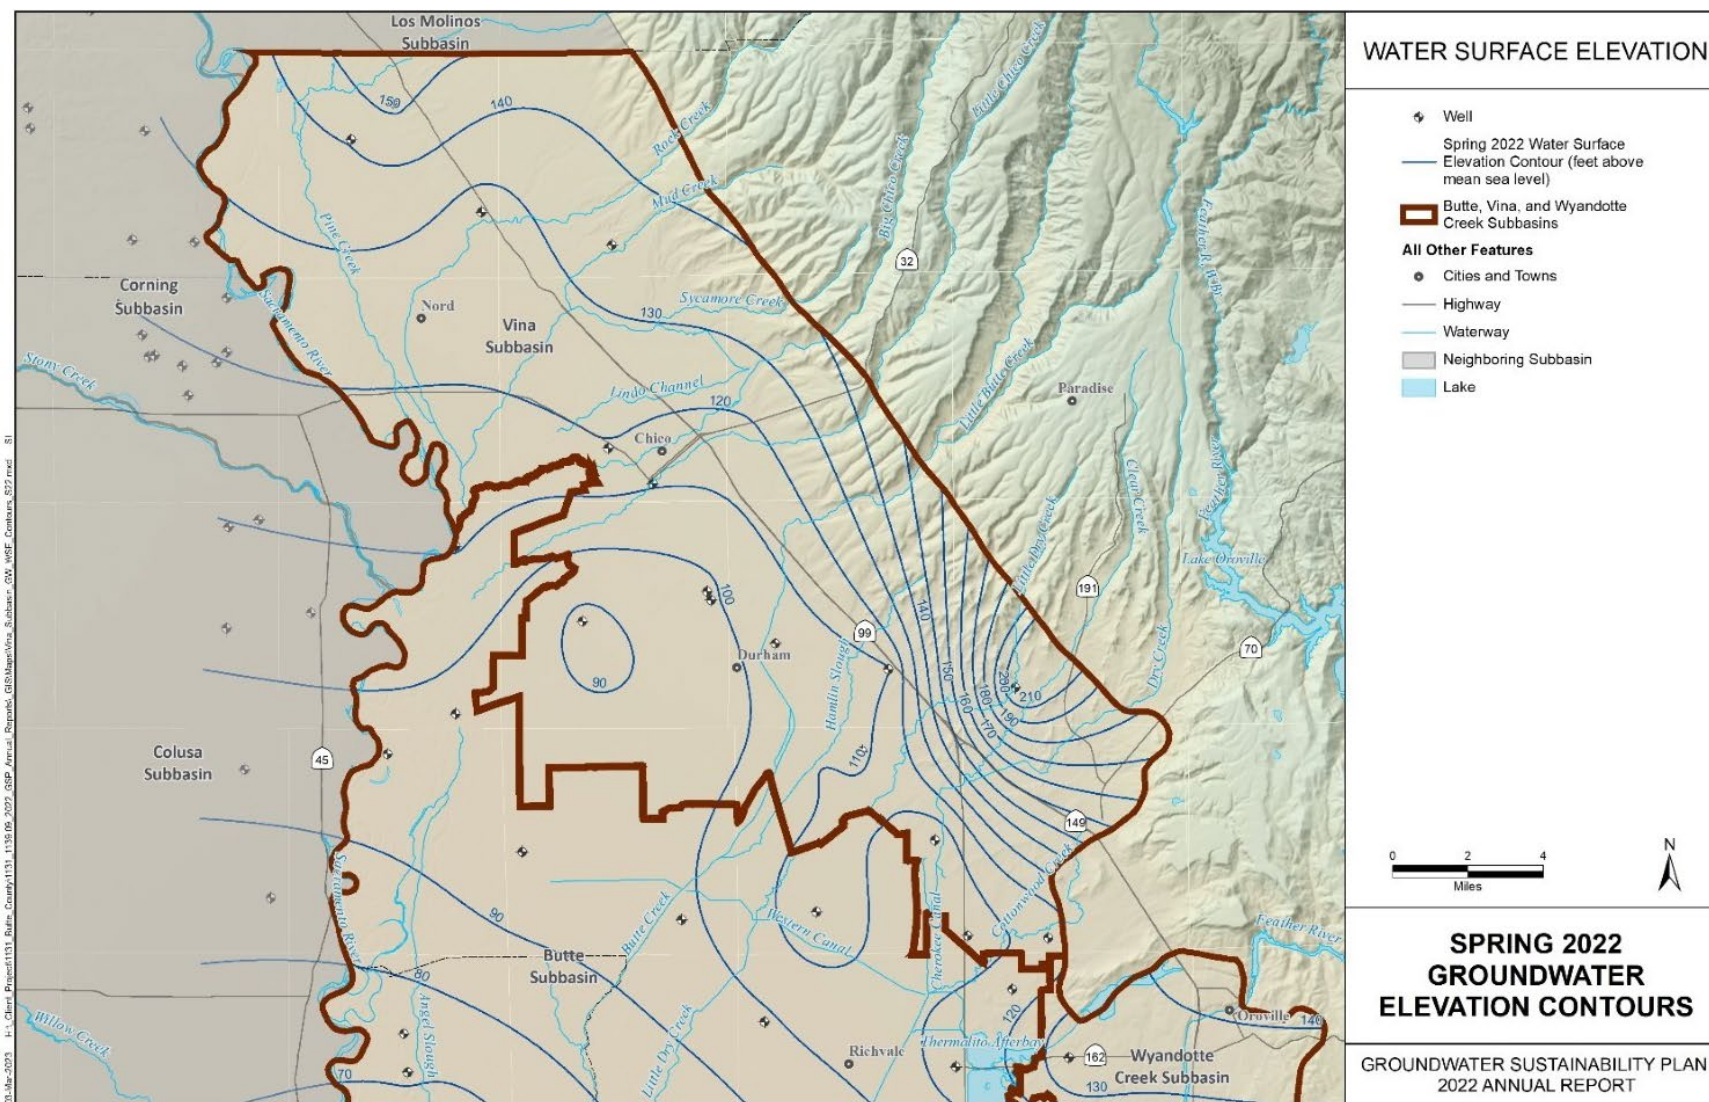 Los Molinos
Subbasin
150
140
Rock Creek
Mud Creek
Little Chico Creek
Big Chico Creek
32
Feather R W Br
Pine Creek
Corning
Subbasin
Sacramento River
Nord
Vina
Subbasin
Sycamore Creek
130
Stony Creek
Lindo Channel
120
Little Butte Creek
Paradise
Chico
Clear Creek
Feather River
Little Dry Creek
Lake Oroville
191
100
140
99
70
Durham
Hamlin Slough
Dry Creek
90
150
160
170
180
190
200
210
110
Colusa
Subbasin
45
149
Sacramento River
Cottonwood Creek
90
Butte Creek
Western Canal
Cherokee Canal
Feather River
Butte
Subbasin
80
Angel Slough
Willow Creek
Little Dry Creek
120
Oroville
140
Thermalito Afterbay
Richvale
162
Wyandotte
Creek Subbasin
130
70
WATER SURFACE ELEVATION
Well
Spring 2022 Water Surface
Elevation Contour (feet above
mean sea level)
Butte, Vina, and Wyandotte
Creek Subbasins
All Other Features
Cities and Towns
Highway
Waterway
Neighboring Subbasin
Lake
0 2 4
Miles
N
SPRING 2022
GROUNDWATER
ELEVATION CONTOURS
GROUNDWATER SUSTAINABILITY PLAN
2022 ANNUAL REPORT